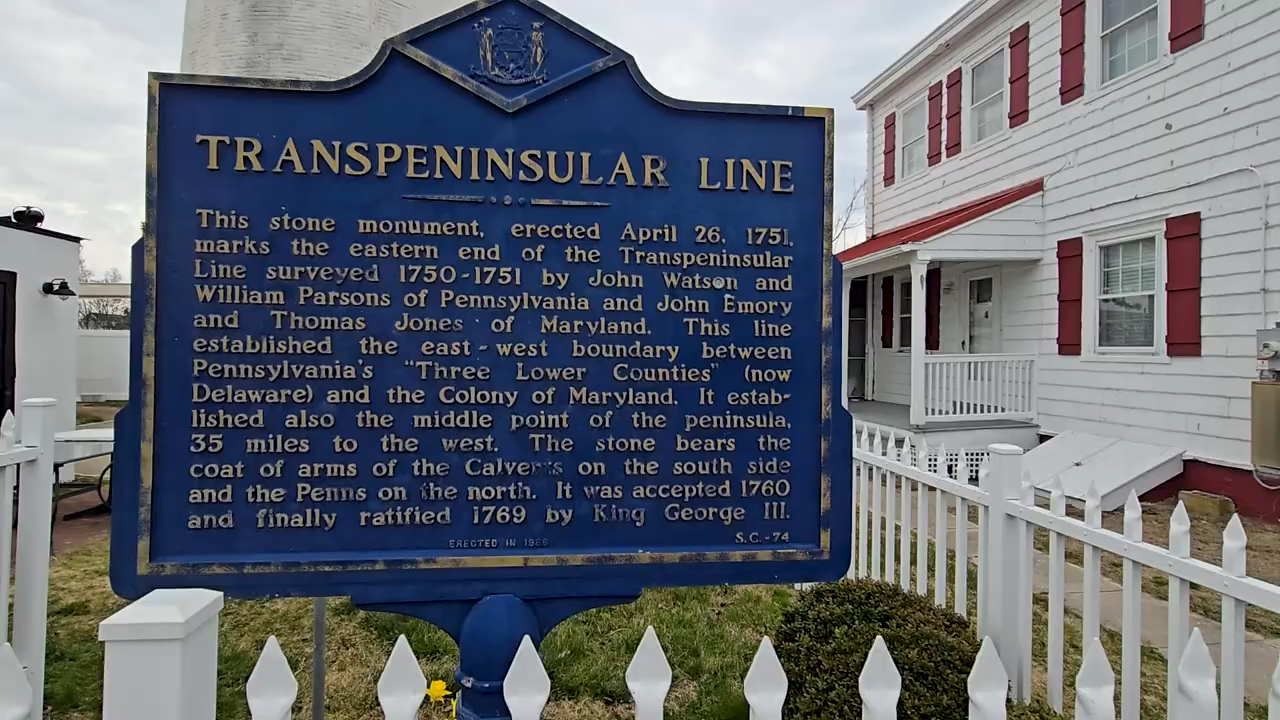 TRANSPENINSULAR LINE
This stone monument, erected April 26, 1751,
marks the eastern end of the Transpeninsular
Line surveyed 1750-1751 by John Watson and
William Parsons of Pennsylvania and John Emory
and Thomas Jones of Maryland. This line
established the east-west boundary between
Pennsylvania's "Three Lower Counties" (now
Delaware) and the Colony of Maryland. It estab-
lished also the middle point of the peninsula,
35 miles to the west. The stone bears the
coat of arms of the Calverts on the south side
and the Penns on the north. It was accepted 1760
and finally ratified 1769 by King George III.
ERECTED IN 1986
S.C.-74